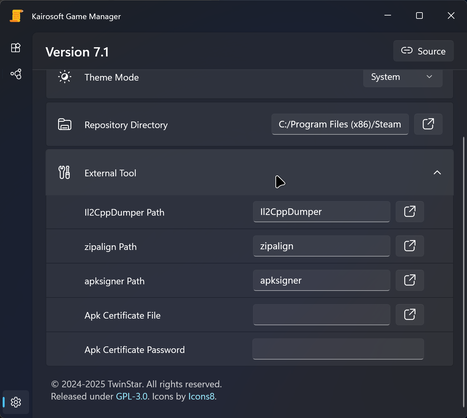 Kairosoft Game Manager
Version 7.1
Source
Theme Mode
System
Repository Directory
C:/Program Files (x86)/Steam
External Tool
Il2CppDumper Path
Il2CppDumper
zipalign Path
zipalign
apksigner Path
apksigner
Apk Certificate File
Apk Certificate Password
© 2024-2025 TwinStar. All rights reserved.
Released under GPL-3.0. Icons by Icons8.